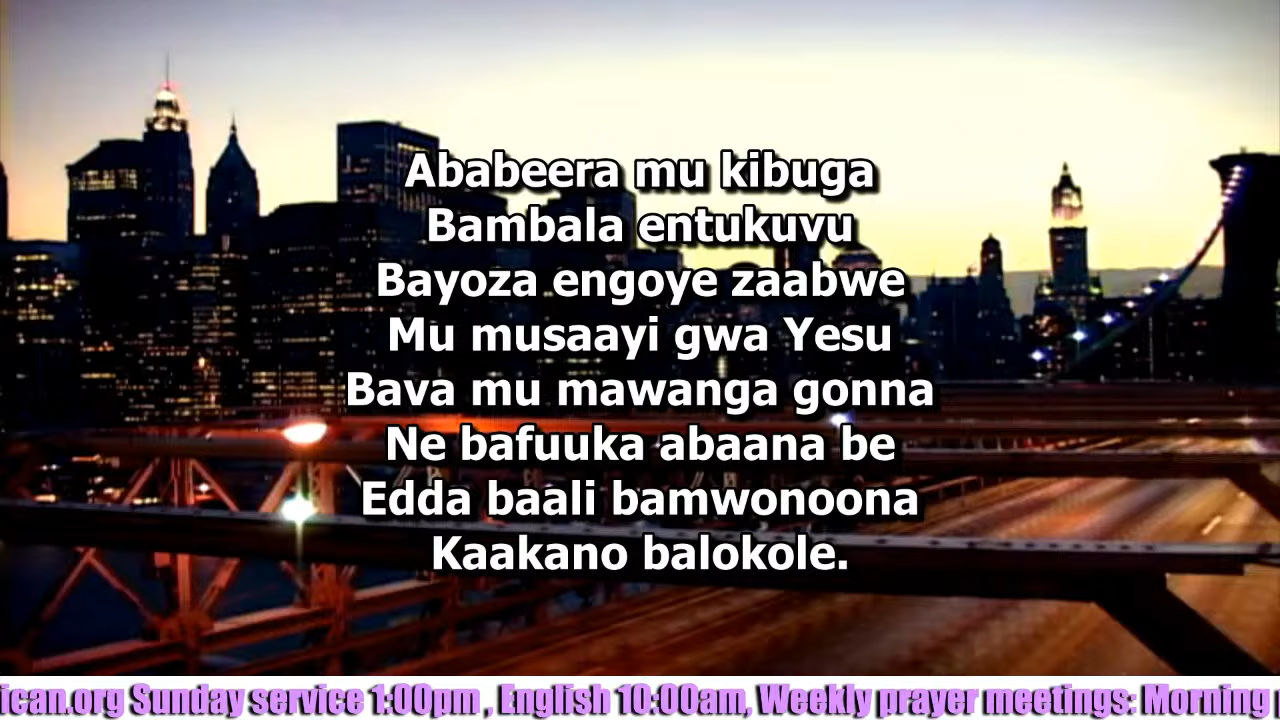 Ababeera mu kibuga
Bambala entukuvu
Bayoza engoye zaabwe
Mu musaayi gwa Yesu
Bava mu mawanga gonna
Ne bafuuka abaana be
Edda baali bamwonoona
Kaakano balokole.
ican.org Sunday service 1:00pm , English 10:00am, Weekly prayer meetings: Morning